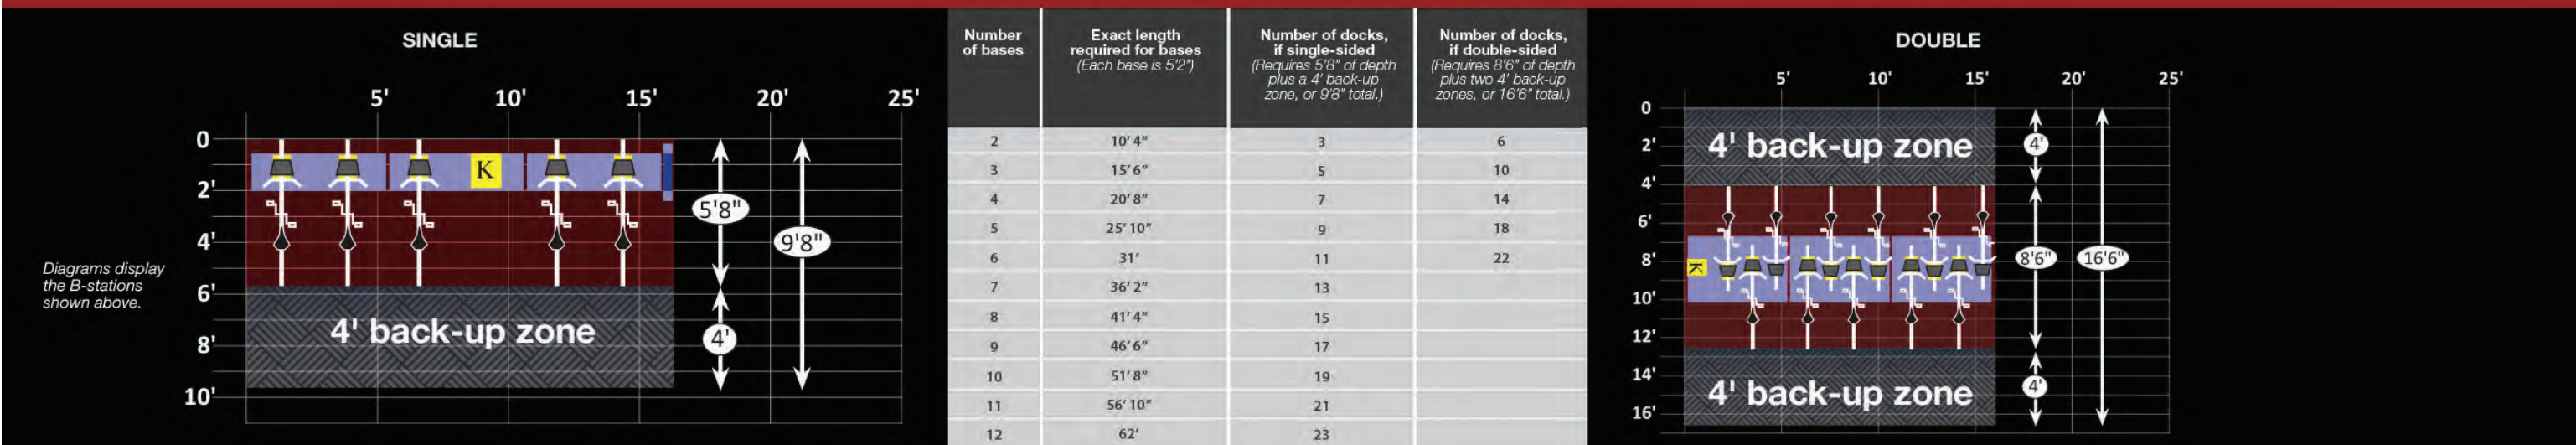 SINGLE
5' 10' 15' 20' 25'
0
2'
4'
6'
8'
10'
K
5'8"
9'8"
4'
4' back-up zone
Diagrams display
the B-stations
shown above.
Number
of bases
Exact length
required for bases
(Each base is 5'2")
Number of docks,
if single-sided
(Requires 5'8" of depth
plus a 4' back-up
zone, or 9'8" total.)
Number of docks,
if double-sided
(Requires 8'6" of depth
plus two 4' back-up
zones, or 16'6" total.)
2 10' 4" 3 6
3 15' 6" 5 10
4 20' 8" 7 14
5 25' 10" 9 18
6 31' 11 22
7 36' 2" 13
8 41' 4" 15
9 46' 6" 17
10 51' 8" 19
11 56' 10" 21
12 62' 23
DOUBLE
5' 10' 15' 20' 25'
0
2'
4'
6'
8'
10'
12'
14'
16'
4' back-up zone
4'
K
8'6"
16'6"
4'
4' back-up zone